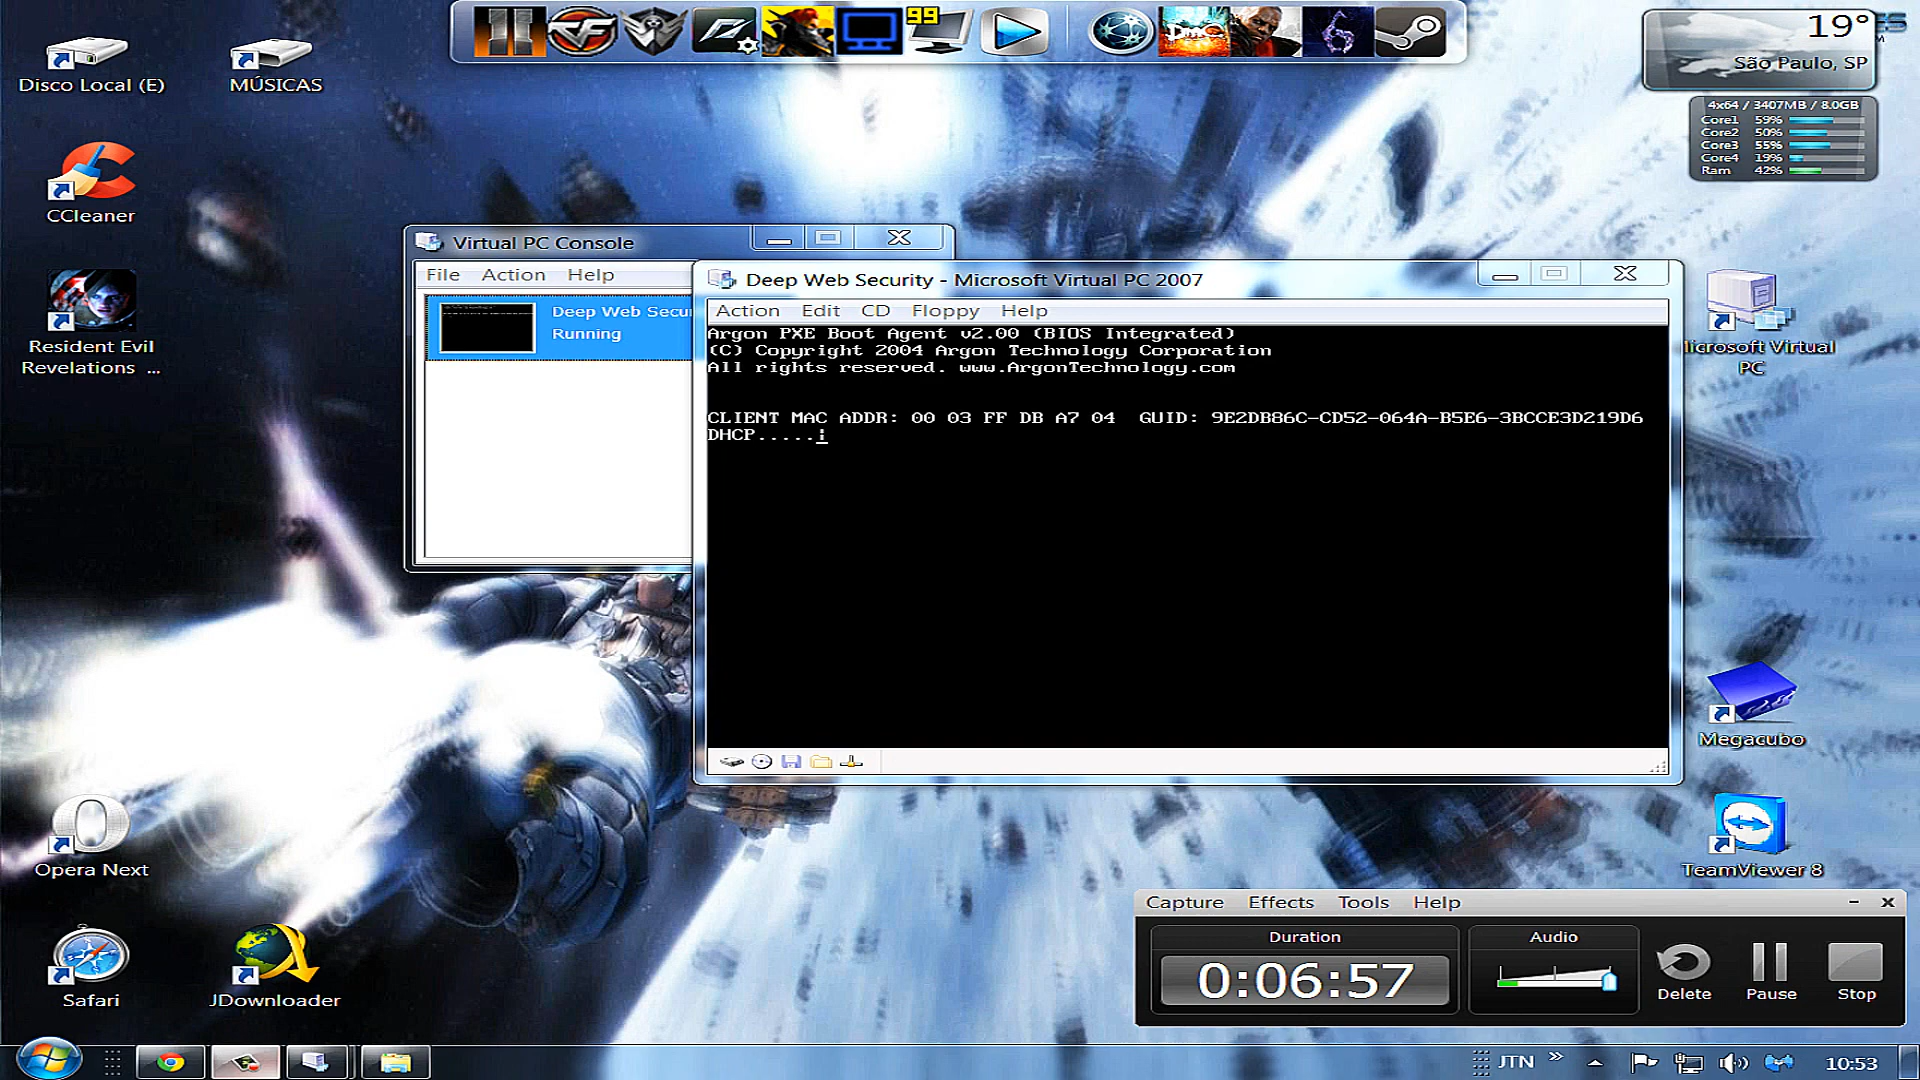 Disco Local (E)
MÚSICAS
CCleaner
Resident Evil
Revelations ...
Opera Next
Safari
JDownloader
99
DmC
19°
São Paulo, SP
4x64 / 3407MB / 8.0GB
Core1 59%
Core2 50%
Core3 55%
Core4 19%
Ram 42%
Virtual PC Console
File Action Help
Deep Web Secu
Running
Deep Web Security - Microsoft Virtual PC 2007
Action Edit CD Floppy Help
Argon PXE Boot Agent v2.00 (BIOS Integrated)
(C) Copyright 2004 Argon Technology Corporation
All rights reserved. www.ArgonTechnology.com
CLIENT MAC ADDR: 00 03 FF DB A7 04 GUID: 9E2DB86C-CD52-064A-B5E6-3BCCE3D219D6
DHCP.....¦
Microsoft Virtual
PC
Megacubo
TeamViewer 8
Capture Effects Tools Help
Duration
0:06:57
Audio
Delete
Pause
Stop
JTN »
10:53